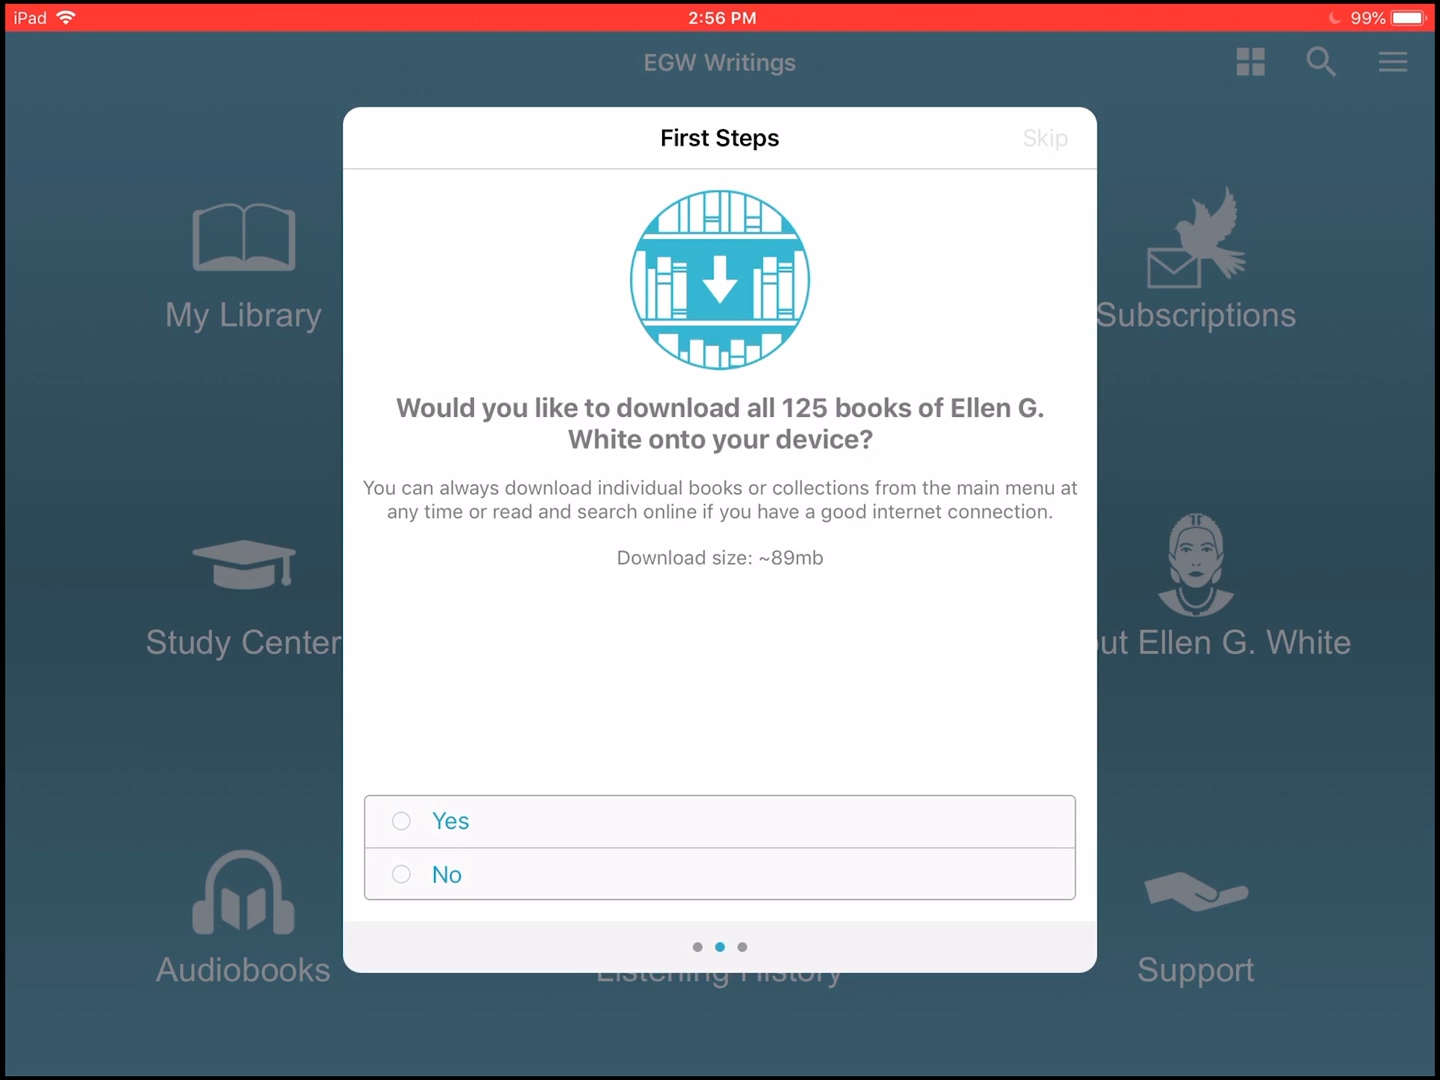 iPad
2:56 PM
99%
EGW Writings
First Steps
Skip
My Library
Subscriptions
Would you like to download all 125 books of Ellen G.
White onto your device?
You can always download individual books or collections from the main menu at
any time or read and search online if you have a good internet connection.
Download size: ~89mb
Study Center
ut Ellen G. White
Yes
No
Audiobooks
Listening History
Support